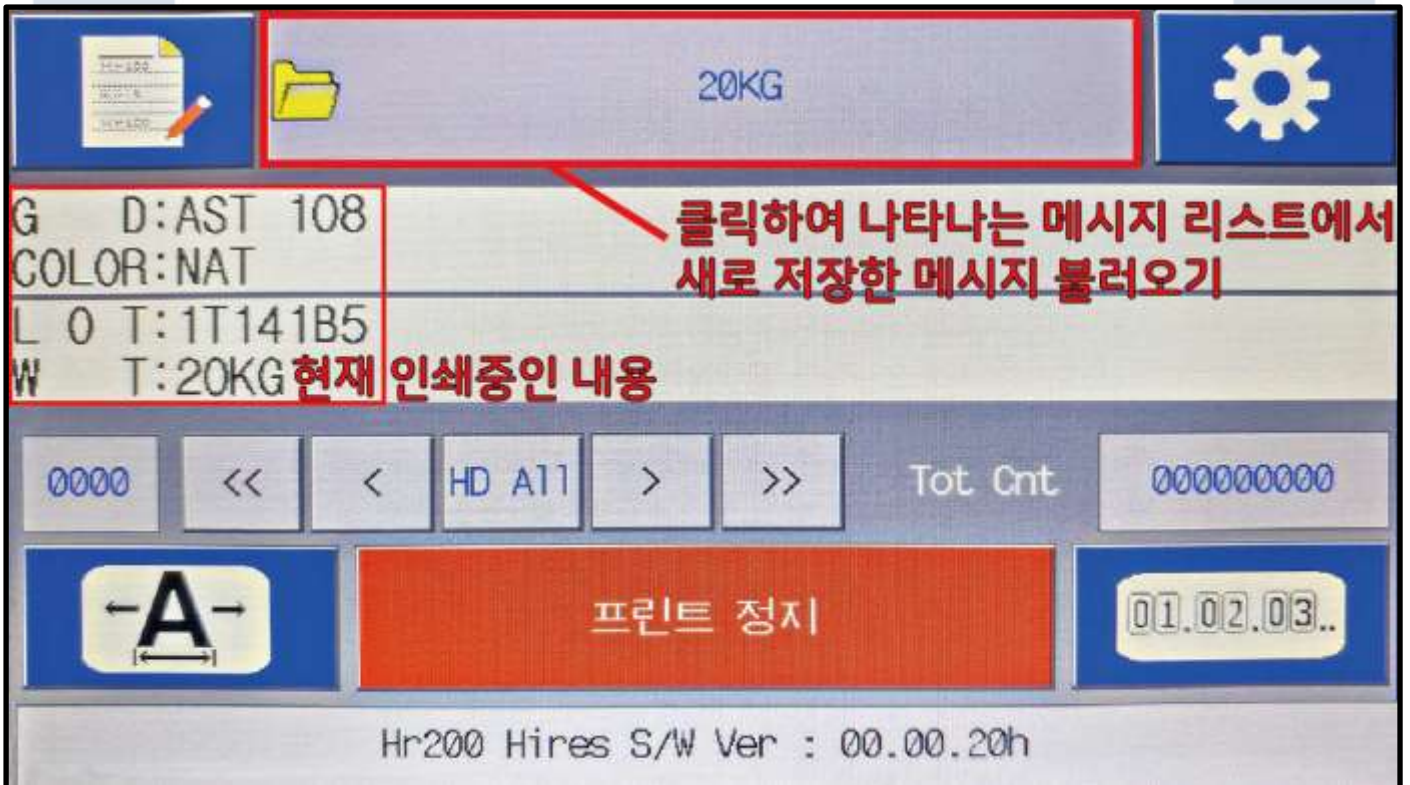 20KG
G D:AST 108
COLOR:NAT
L O T:1T141B5
W T:20KG
클릭하여 나타나는 메시지 리스트에서
새로 저장한 메시지 불러오기
현재 인쇄중인 내용
0000 << < HD All > >> Tot Cnt 000000000
A
프린트 정지
01.02.03..
Hr200 Hires S/W Ver : 00.00.20h